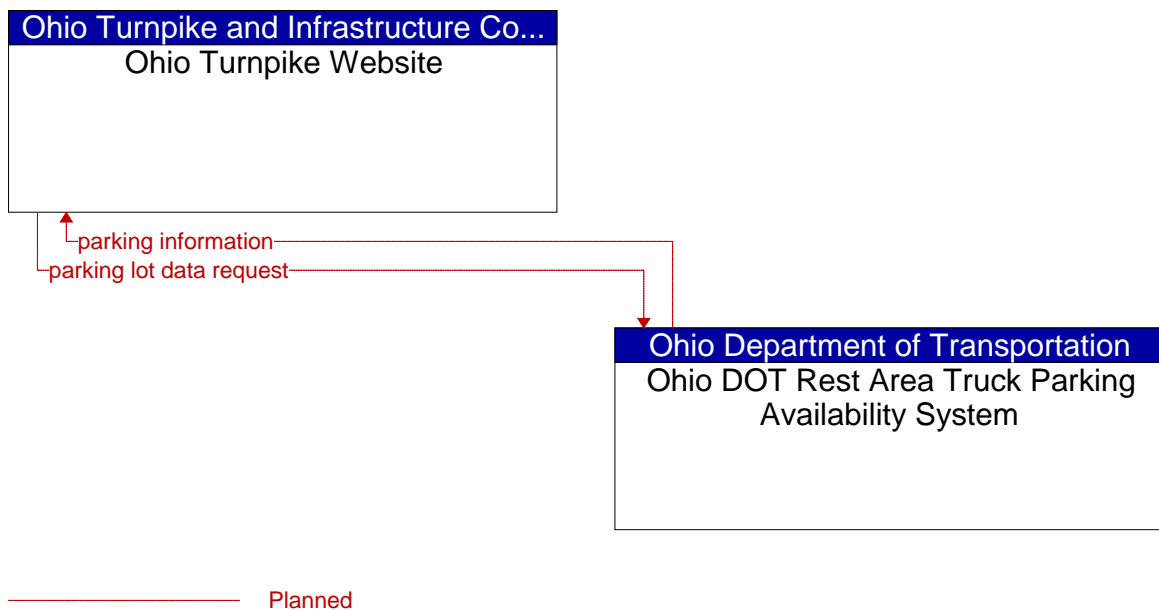 Ohio Turnpike and Infrastructure Co...
Ohio Turnpike Website
parking information
parking lot data request
Ohio Department of Transportation
Ohio DOT Rest Area Truck Parking
Availability System
Planned